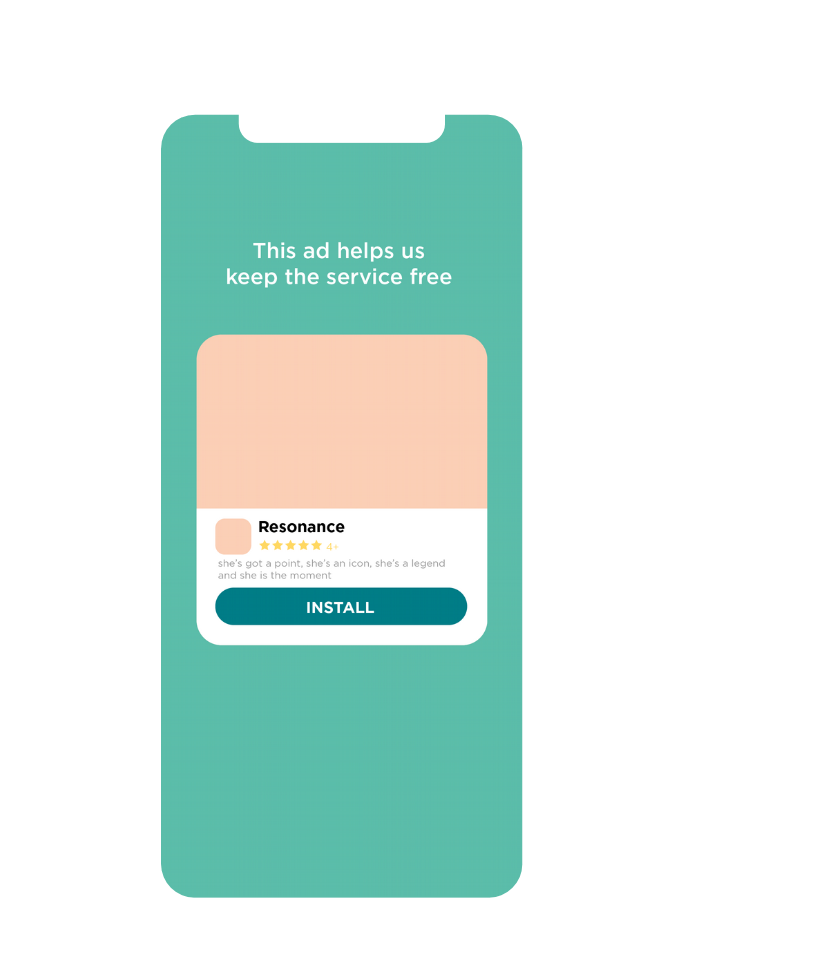 This ad helps us
keep the service free
Resonance
4+
she's got a point, she's an icon, she's a legend
and she is the moment
INSTALL